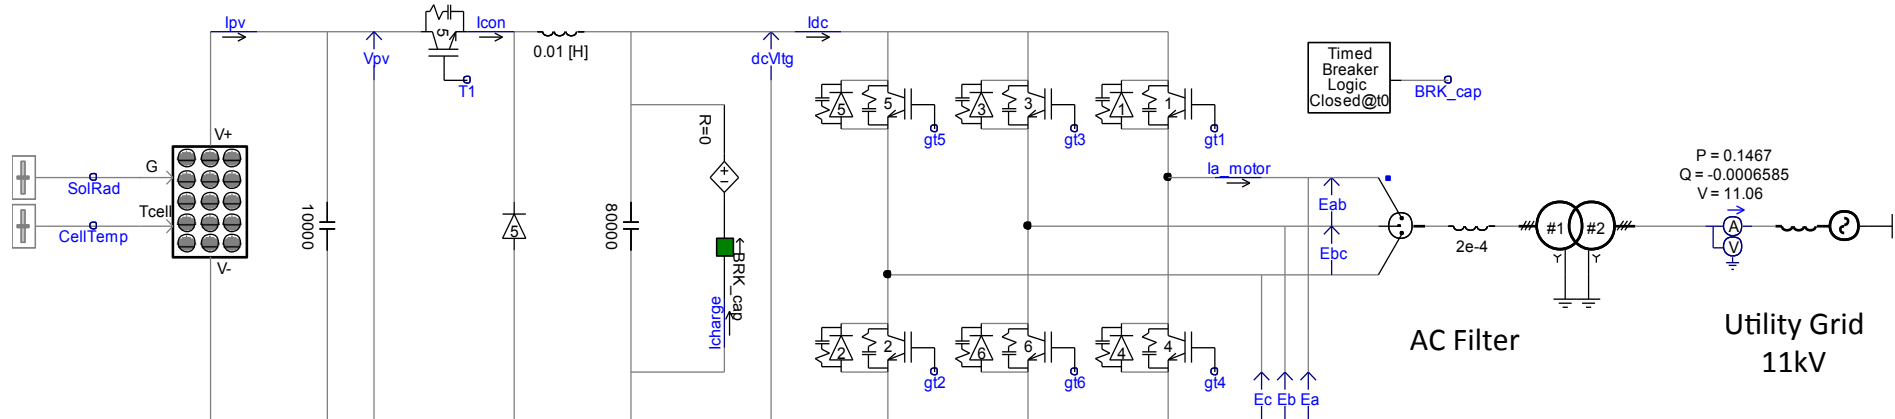 Ipv
Icon
Idc
0.01 [H]
Vpv
T1
5
dcVltg
Timed
Breaker
Logic
Closed@t0
BRK_cap
R=0
5
5
gt5
3
3
gt3
1
1
gt1
V+
G
SolRad
Tcell
CellTemp
V-
10000
5
80000
BRK_cap
Icharge
Ia_motor
Eab
Ebc
P = 0.1467
Q = -0.0006585
V = 11.06
2e-4
#1
#2
A
V
Y
Y
2
2
gt2
6
6
gt6
4
4
gt4
Ec
Eb
Ea
AC Filter
Utility Grid
11kV